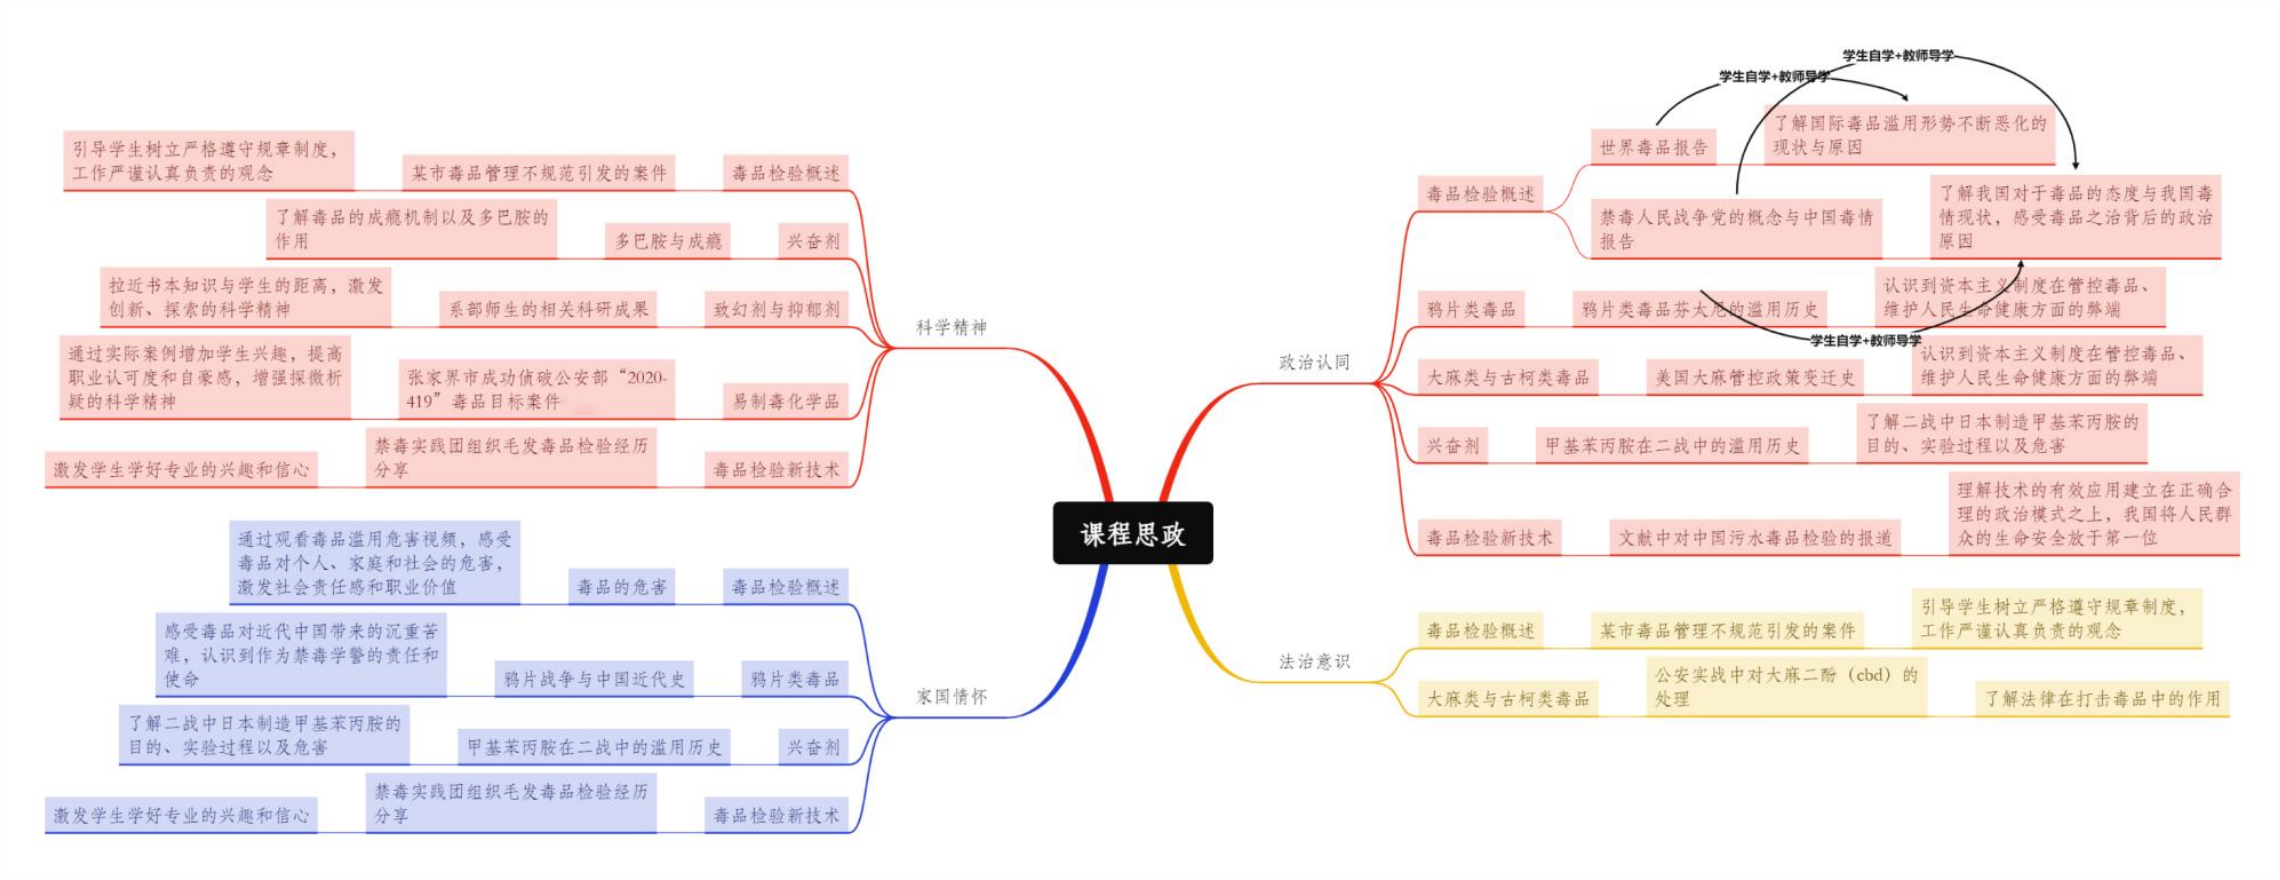 课程思政
科学精神
毒品检验概述
某市毒品管理不规范引发的案件
引导学生树立严格遵守规章制度，
工作严谨认真负责的观念
兴奋剂
多巴胺与成瘾
了解毒品的成瘾机制以及多巴胺的
作用
致幻剂与抑郁剂
系部师生的相关科研成果
拉近书本知识与学生的距离，激发
创新、探索的科学精神
易制毒化学品
张家界市成功侦破公安部“2020-
419”毒品目标案件
通过实际案例增加学生兴趣，提高
职业认可度和自豪感，增强探微析
疑的科学精神
毒品检验新技术
禁毒实践团组织毛发毒品检验经历
分享
激发学生学好专业的兴趣和信心
家国情怀
毒品检验概述
毒品的危害
通过观看毒品滥用危害视频，感受
毒品对个人、家庭和社会的危害，
激发社会责任感和职业价值
鸦片类毒品
鸦片战争与中国近代史
感受毒品对近代中国带来的沉重苦
难，认识到作为禁毒学警的责任和
使命
兴奋剂
甲基苯丙胺在二战中的滥用历史
了解二战中日本制造甲基苯丙胺的
目的、实验过程以及危害
毒品检验新技术
禁毒实践团组织毛发毒品检验经历
分享
激发学生学好专业的兴趣和信心
政治认同
毒品检验概述
世界毒品报告
学生自学+教师导学
了解国际毒品滥用形势不断恶化的
现状与原因
禁毒人民战争党的概念与中国毒情
报告
学生自学+教师导学
了解我国对于毒品的态度与我国毒
情现状，感受毒品之治背后的政治
原因
鸦片类毒品
鸦片类毒品芬太尼的滥用历史
认识到资本主义制度在管控毒品、
维护人民生命健康方面的弊端
学生自学+教师导学
大麻类与古柯类毒品
美国大麻管控政策变迁史
认识到资本主义制度在管控毒品、
维护人民生命健康方面的弊端
兴奋剂
甲基苯丙胺在二战中的滥用历史
了解二战中日本制造甲基苯丙胺的
目的、实验过程以及危害
毒品检验新技术
文献中对中国污水毒品检验的报道
理解技术的有效应用建立在正确合
理的政治模式之上，我国将人民群
众的生命安全放于第一位
法治意识
毒品检验概述
某市毒品管理不规范引发的案件
引导学生树立严格遵守规章制度，
工作严谨认真负责的观念
大麻类与古柯类毒品
公安实战中对大麻二酚（cbd）的
处理
了解法律在打击毒品中的作用